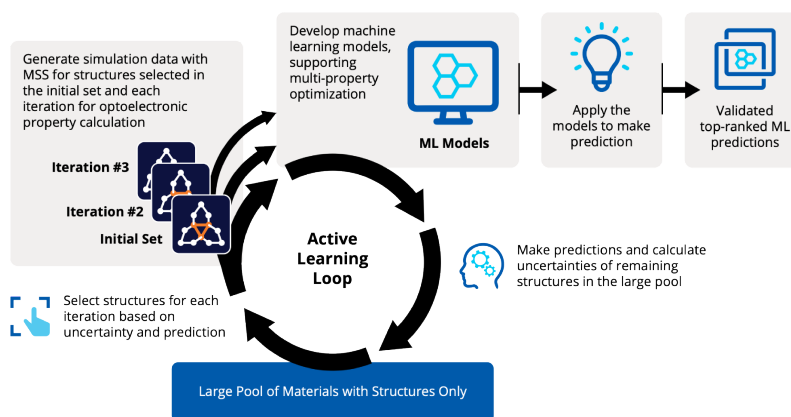 Generate simulation data with
MSS for structures selected in
the initial set and each
iteration for optoelectronic
property calculation
Iteration #3
Iteration #2
Initial Set
Develop machine
learning models,
supporting
multi-property
optimization
ML Models
Apply the
models to make
prediction
Validated
top-ranked ML
predictions
Active
Learning
Loop
Make predictions and calculate
uncertainties of remaining
structures in the large pool
Select structures for each
iteration based on
uncertainty and prediction
Large Pool of Materials with Structures Only